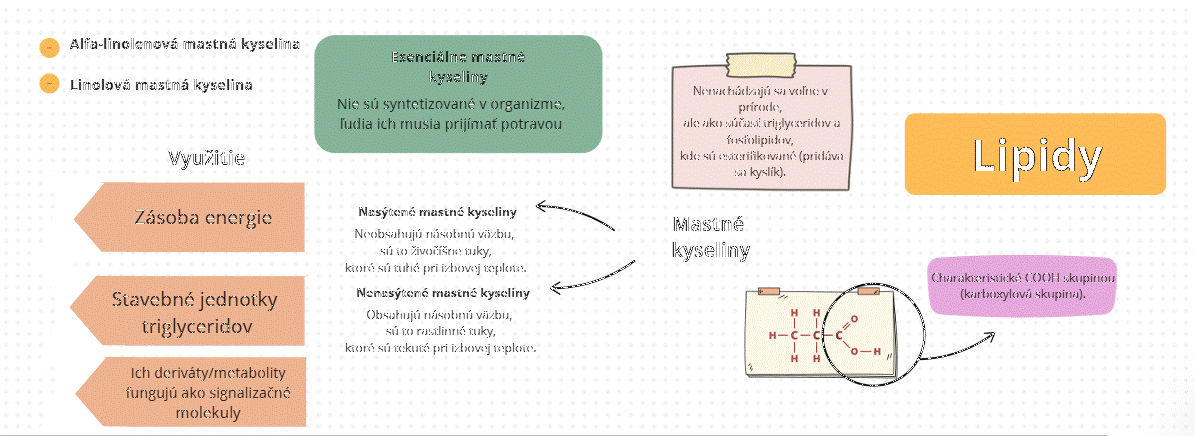 Alfa-linolenová mastná kyselina
Linolová mastná kyselina
Esenciálne mastné
kyseliny
Nie sú syntetizované v organizme,
ľudia ich musia prijímať potravou
Nenachádzajú sa voľne v
prírode,
ale ako súčasť triglyceridov a
fosfolipidov,
kde sú esterifikované (pridáva
sa kyslík).
Lipidy
Využitie
Zásoba energie
Stavebné jednotky
triglyceridov
Ich deriváty/metabolity
fungujú ako signalizačné
molekuly
Nasýtené mastné kyseliny
Neobsahujú násobnú väzbu,
sú to živočíšne tuky,
ktoré sú tuhé pri izbovej teplote.
Nenasýtené mastné kyseliny
Obsahujú násobnú väzbu,
sú to rastlinné tuky,
ktoré sú tekuté pri izbovej teplote.
Mastné
kyseliny
Charakteristické COOH skupinou
(karboxylová skupina).
H H O
H C C C
H H O H